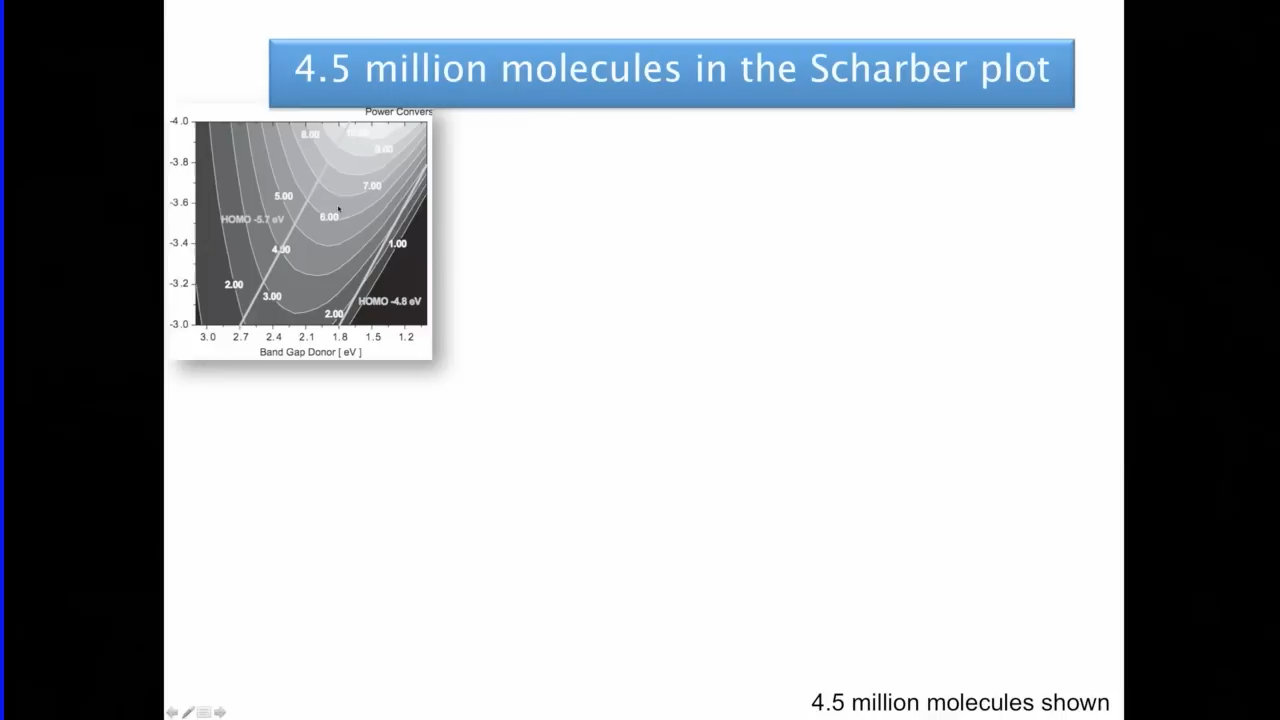 4.5 million molecules in the Scharber plot
Power Convers
-4.0
8.00
9.00
-3.8
7.00
5.00
-3.6
HOMO -5.7 eV
6.00
-3.4
4.00
1.00
-3.2
2.00
3.00
HOMO -4.8 eV
2.00
-3.0
3.0 2.7 2.4 2.1 1.8 1.5 1.2
Band Gap Donor [ eV ]
4.5 million molecules shown